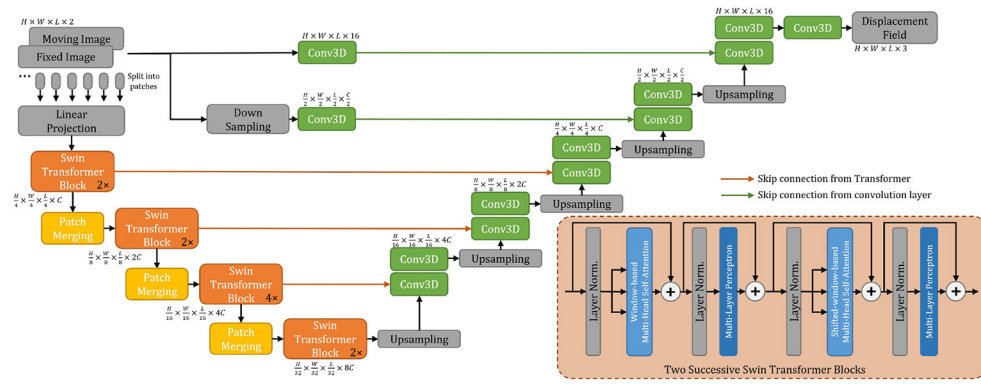 H × W × L × 2
Moving Image
Fixed Image
...
Split into
patches
Linear
Projection
Swin
Transformer
Block 2×
H/4 × W/4 × L/4 × C
Patch
Merging
Swin
Transformer
Block 2×
H/8 × W/8 × L/8 × 2C
Patch
Merging
Swin
Transformer
Block 4×
H/16 × W/16 × L/16 × 4C
Patch
Merging
Swin
Transformer
Block 2×
H/32 × W/32 × L/32 × 8C
Upsampling
H/16 × W/16 × L/16 × 4C
Conv3D
Conv3D
Upsampling
H/8 × W/8 × L/8 × 2C
Conv3D
Conv3D
Upsampling
H/4 × W/4 × L/4 × C
Conv3D
Conv3D
Upsampling
Down
Sampling
H/2 × W/2 × L/2 × C/2
Conv3D
H/2 × W/2 × L/2 × C/2
Conv3D
Conv3D
Upsampling
H × W × L × 16
Conv3D
H × W × L × 16
Conv3D
Conv3D
Conv3D
Displacement
Field
H × W × L × 3
Skip connection from Transformer
Skip connection from convolution layer
Layer Norm.
Window-based
Multi-Head Self-Attention
+
Layer Norm.
Multi-Layer Perceptron
+
Layer Norm.
Shifted-window-based
Multi-Head Self-Attention
+
Layer Norm.
Multi-Layer Perceptron
+
Two Successive Swin Transformer Blocks